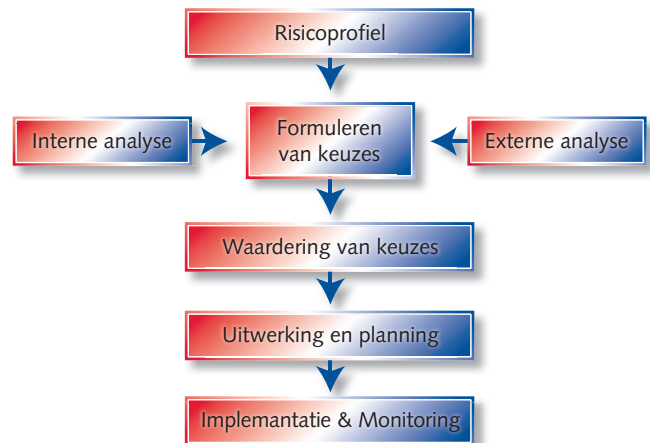 Risicoprofiel
Interne analyse
Formuleren
van keuzes
Externe analyse
Waardering van keuzes
Uitwerking en planning
Implemantatie & Monitoring